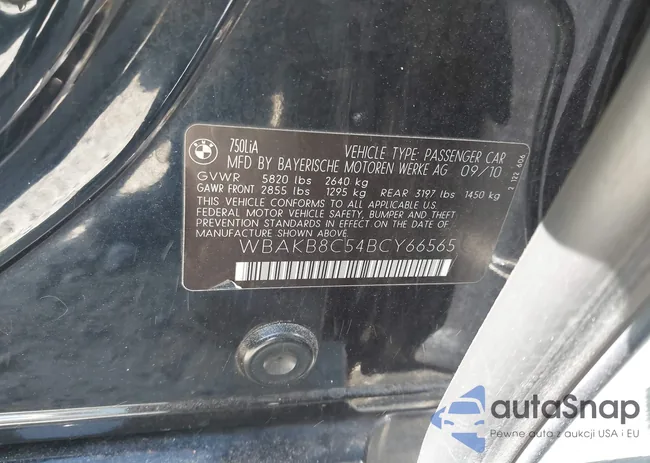 750LiA VEHICLE TYPE: PASSENGER CAR
MFD BY BAYERISCHE MOTOREN WERKE AG 09/10
GVWR 5820 lbs 2640 kg
GAWR FRONT 2855 lbs 1295 kg REAR 3197 lbs 1450 kg
THIS VEHICLE CONFORMS TO ALL APPLICABLE
FEDERAL MOTOR VEHICLE SAFETY, BUMPER AND THEFT
PREVENTION STANDARDS IN EFFECT ON THE DATE OF
MANUFACTURE SHOWN ABOVE.
WBAKB8C54BCY66565
2 122 606
autoSnap
Pewne auta z aukcji USA i EU